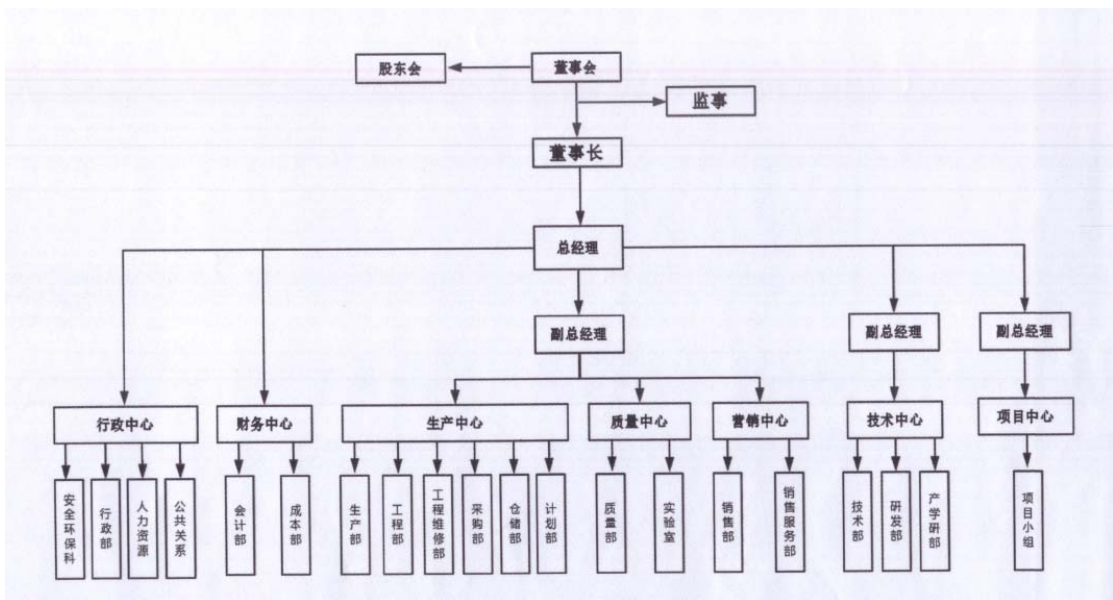 股东会
董事会
监事
董事长
总经理
副总经理
副总经理
副总经理
行政中心
财务中心
生产中心
质量中心
营销中心
技术中心
项目中心
安全环保科
行政部
人力资源
公共关系
会计部
成本部
生产部
工程部
工程维修部
采购部
仓储部
计划部
质量部
实验室
销售部
销售服务部
技术部
研发部
产学研部
项目小组